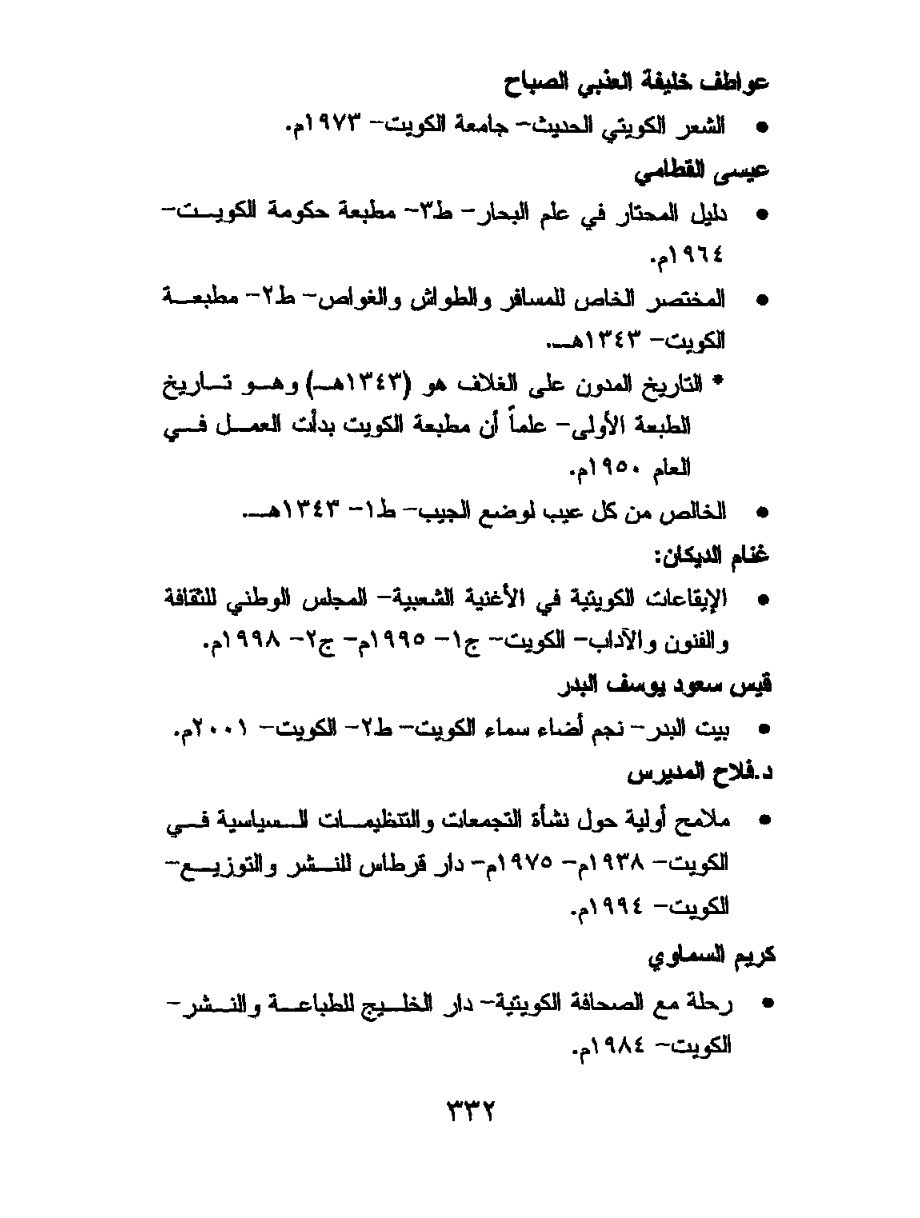 عواطف خليفة العذبي الصباح
• الشعر الكويتي الحديث– جامعة الكويت– ١٩٧٣م.
عيسى القطامي
• دليل المحتار في علم البحار– ط٣– مطبعة حكومة الكويت–
١٩٦٤م.
• المختصر الخاص للمسافر والطواش والغواص– ط٢– مطبعة
الكويت– ١٣٤٣هـ.
* التاريخ المدون على الغلاف هو (١٣٤٣هـ) وهو تاريخ
الطبعة الأولى– علماً أن مطبعة الكويت بدأت العمل في
العام ١٩٥٠م.
• الخالص من كل عيب لوضع الجيب– ط١– ١٣٤٣هـ.
غنام الديكان:
• الإيقاعات الكويتية في الأغنية الشعبية– المجلس الوطني للثقافة
والفنون والآداب– الكويت– ج١– ١٩٩٥م– ج٢– ١٩٩٨م.
قيس سعود يوسف البدر
• بيت البدر– نجم أضاء سماء الكويت– ط٢– الكويت– ٢٠٠١م.
د.فلاح المديرس
• ملامح أولية حول نشأة التجمعات والتنظيمات السياسية في
الكويت– ١٩٣٨م– ١٩٧٥م– دار قرطاس للنشر والتوزيع–
الكويت– ١٩٩٤م.
كريم السماوي
• رحلة مع الصحافة الكويتية– دار الخليج للطباعة والنشر–
الكويت– ١٩٨٤م.
٣٣٢